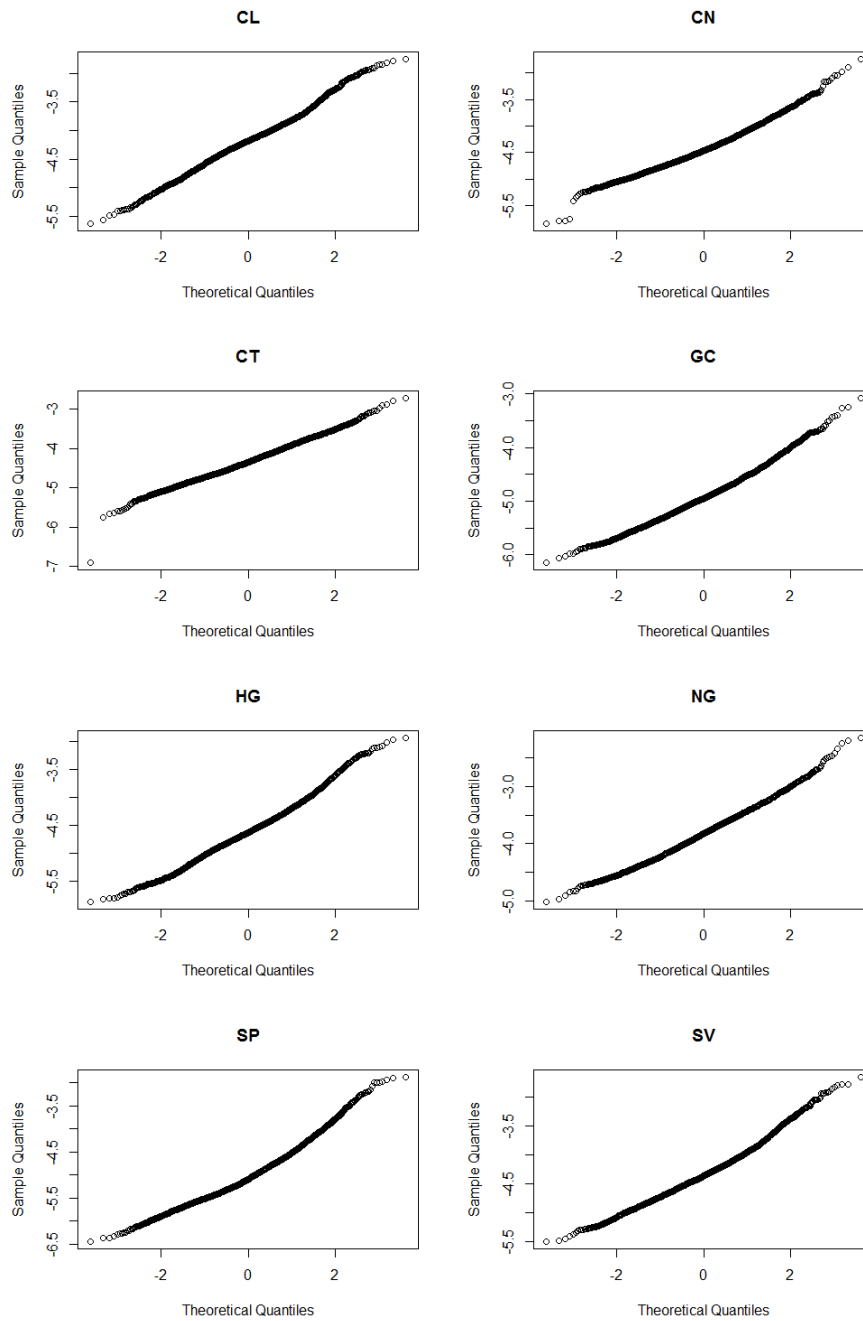 CL
Sample Quantiles
-3.5
-4.5
-5.5
-2 0 2
Theoretical Quantiles
CN
Sample Quantiles
-3.5
-4.5
-5.5
-2 0 2
Theoretical Quantiles
CT
Sample Quantiles
-3
-4
-5
-6
-7
-2 0 2
Theoretical Quantiles
GC
Sample Quantiles
-3.0
-4.0
-5.0
-6.0
-2 0 2
Theoretical Quantiles
HG
Sample Quantiles
-3.5
-4.5
-5.5
-2 0 2
Theoretical Quantiles
NG
Sample Quantiles
-3.0
-4.0
-5.0
-2 0 2
Theoretical Quantiles
SP
Sample Quantiles
-3.5
-4.5
-5.5
-6.5
-2 0 2
Theoretical Quantiles
SV
Sample Quantiles
-3.5
-4.5
-5.5
-2 0 2
Theoretical Quantiles